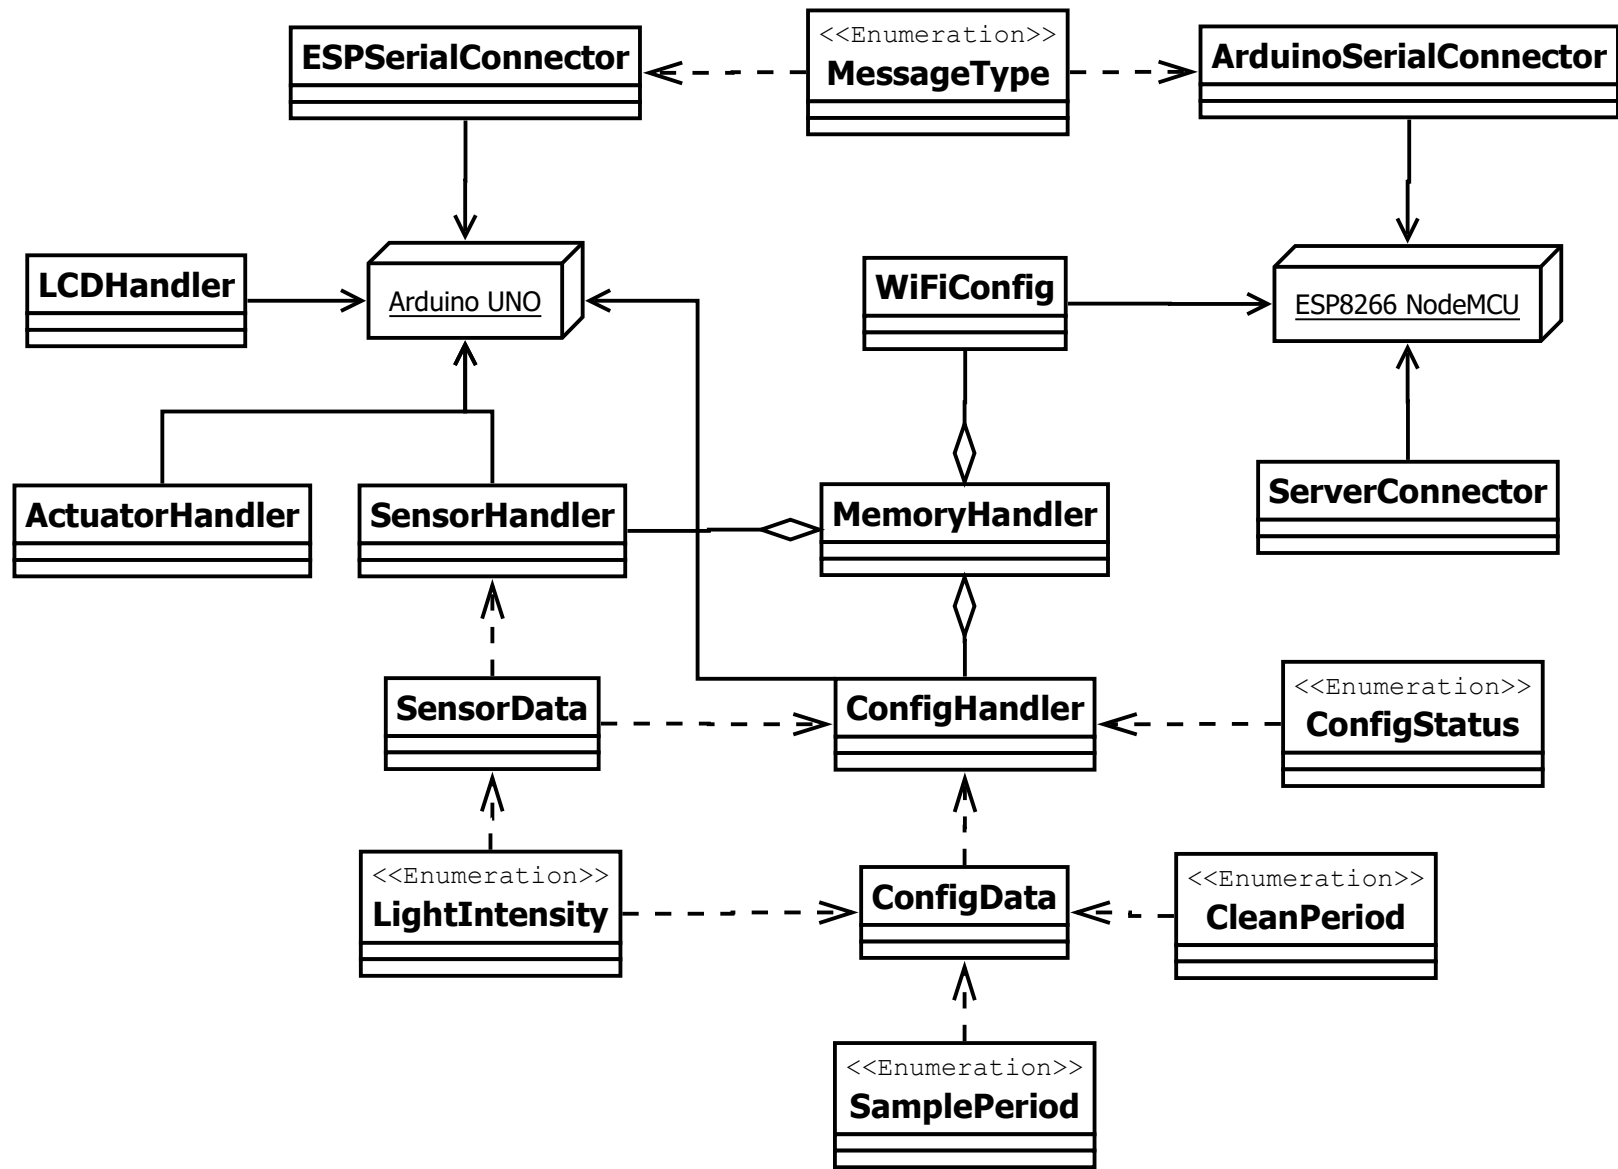 ESPSerialConnector
<<Enumeration>>
MessageType
ArduinoSerialConnector
LCDHandler
Arduino UNO
WiFiConfig
ESP8266 NodeMCU
ActuatorHandler
SensorHandler
MemoryHandler
ServerConnector
SensorData
ConfigHandler
<<Enumeration>>
ConfigStatus
<<Enumeration>>
LightIntensity
ConfigData
<<Enumeration>>
CleanPeriod
<<Enumeration>>
SamplePeriod